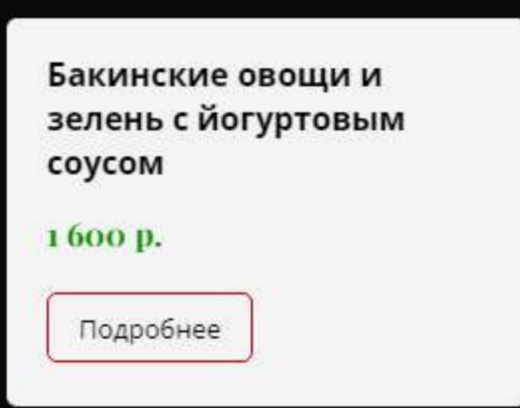 Бакинские овощи и
зелень с йогуртовым
соусом
1 600 р.
Подробнее